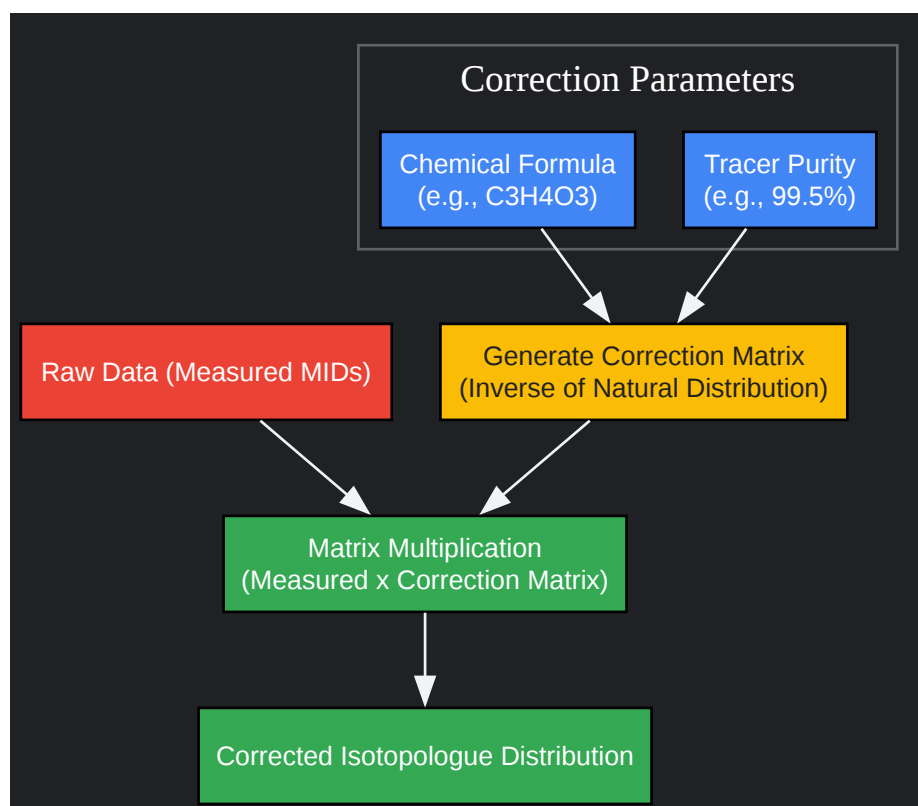 Correction Parameters
Chemical Formula
(e.g., C3H4O3)
Tracer Purity
(e.g., 99.5%)
Raw Data (Measured MIDs)
Generate Correction Matrix
(Inverse of Natural Distribution)
Matrix Multiplication
(Measured x Correction Matrix)
Corrected Isotopologue Distribution